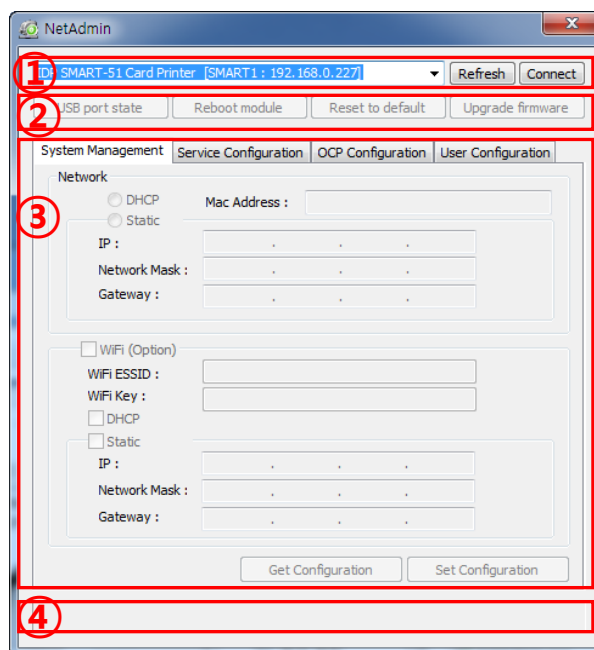 NetAdmin
① IDP SMART-51 Card Printer [SMART1 : 192.168.0.227] Refresh Connect
② USB port state Reboot module Reset to default Upgrade firmware
System Management Service Configuration OCP Configuration User Configuration
Network
③ DHCP Mac Address :
Static
IP : . . .
Network Mask : . . .
Gateway : . . .
WiFi (Option)
WiFi ESSID :
WiFi Key :
DHCP
Static
IP : . . .
Network Mask : . . .
Gateway : . . .
Get Configuration Set Configuration
④